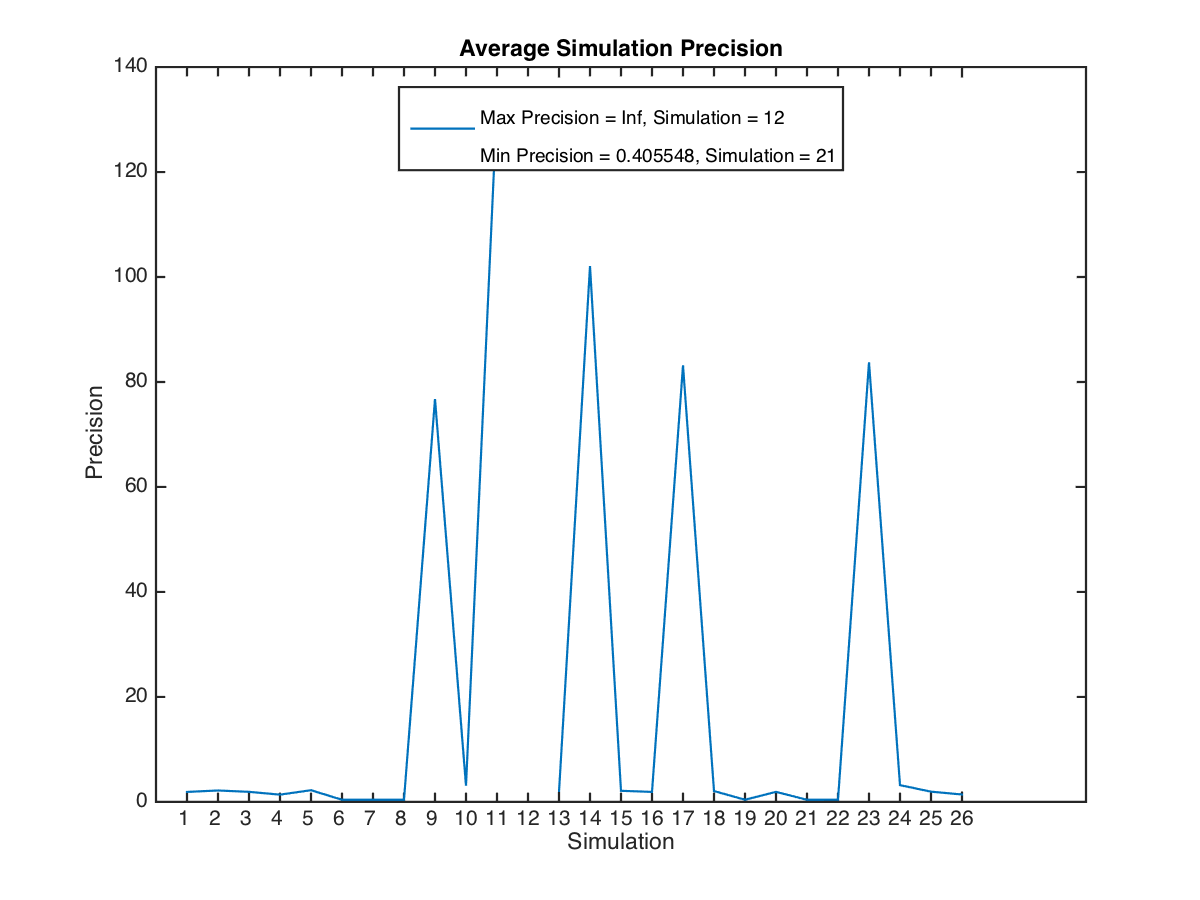 Average Simulation Precision
140
Max Precision = Inf, Simulation = 12
Min Precision = 0.405548, Simulation = 21
120
100
80
Precision
60
40
20
0
1 2 3 4 5 6 7 8 9 10 11 12 13 14 15 16 17 18 19 20 21 22 23 24 25 26
Simulation